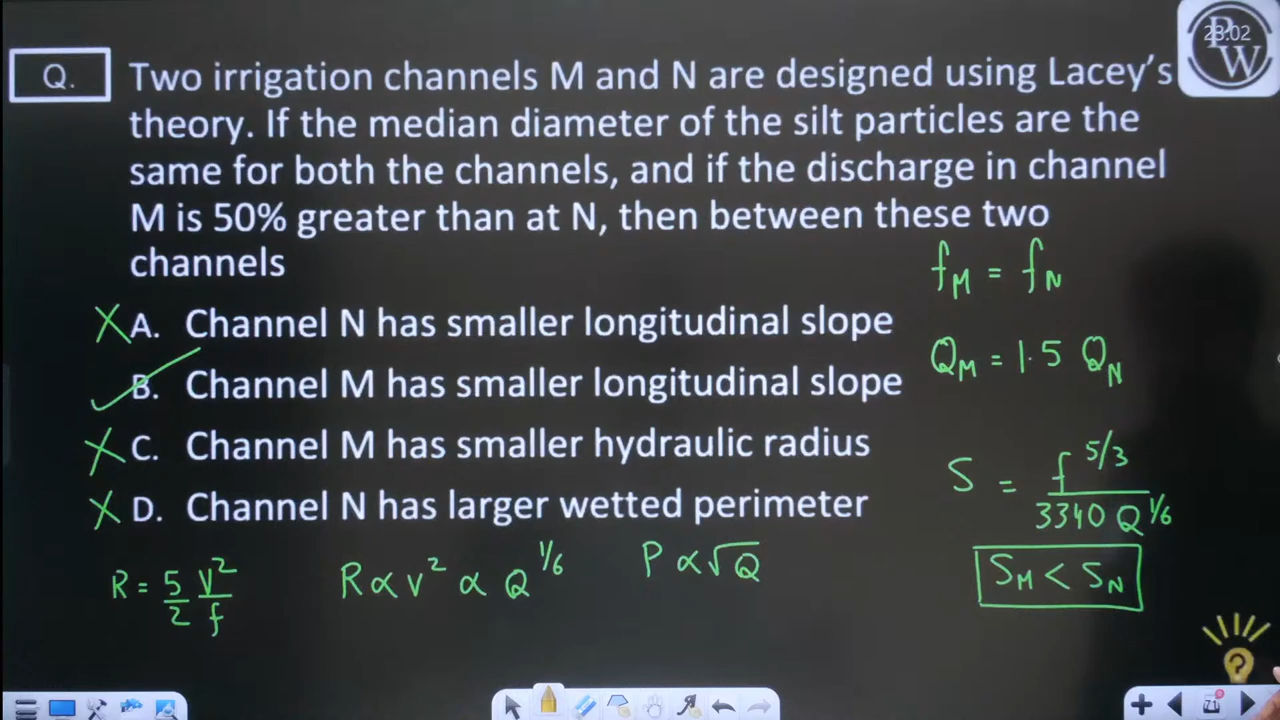 23:02
PW
Q. Two irrigation channels M and N are designed using Lacey's
theory. If the median diameter of the silt particles are the
same for both the channels, and if the discharge in channel
M is 50% greater than at N, then between these two
channels
f_M = f_N
X A. Channel N has smaller longitudinal slope
Q_M = 1.5 Q_N
✓ B. Channel M has smaller longitudinal slope
X C. Channel M has smaller hydraulic radius
S = f^5/3 / 3340 Q^1/6
X D. Channel N has larger wetted perimeter
R = 5/2 V²/f R ∝ V² ∝ Q^1/6 P ∝ √Q
S_M < S_N
71